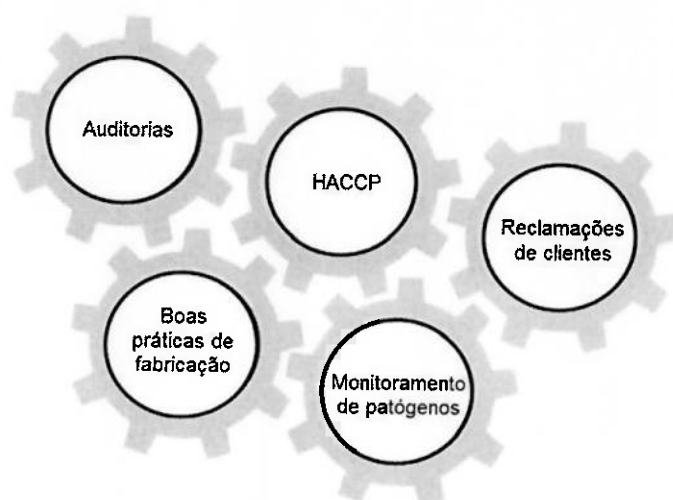 Auditorias
HACCP
Reclamações
de clientes
Boas
práticas de
fabricação
Monitoramento
de patógenos